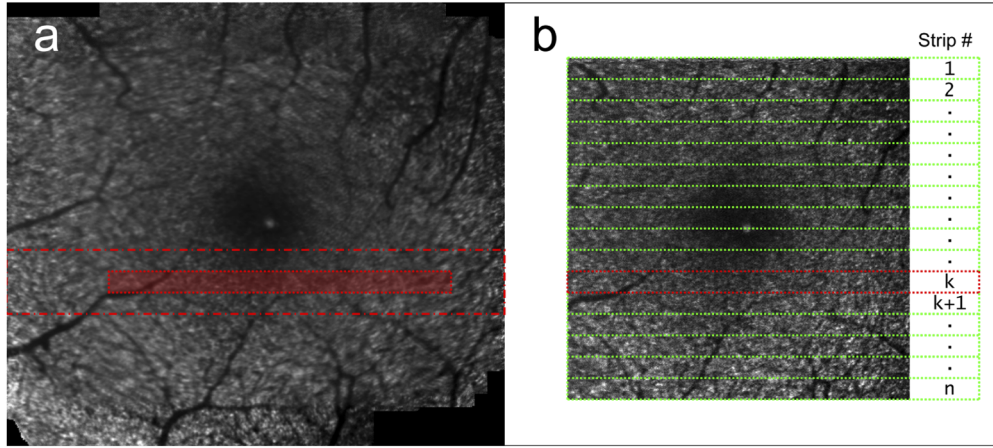 a
b
Strip #
1
2
.
.
.
.
.
.
.
.
k
k+1
.
.
.
n